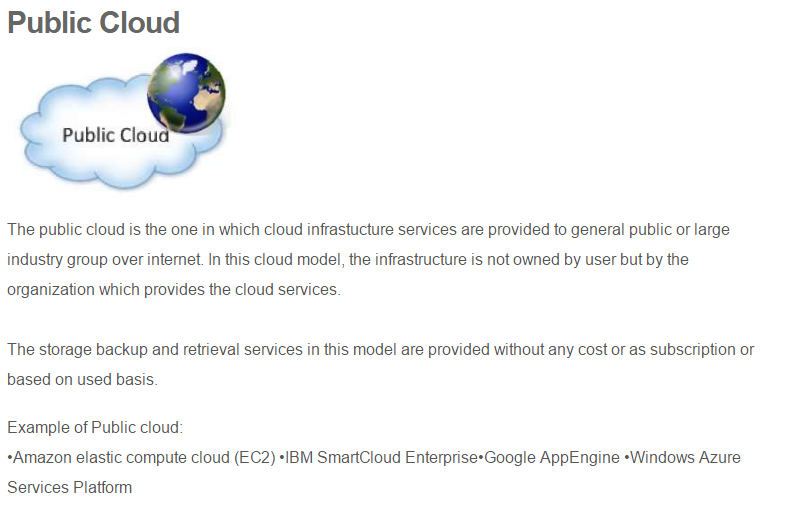 Public Cloud
Public Cloud
The public cloud is the one in which cloud infrastucture services are provided to general public or large
industry group over internet. In this cloud model, the infrastructure is not owned by user but by the
organization which provides the cloud services.
The storage backup and retrieval services in this model are provided without any cost or as subscription or
based on used basis.
Example of Public cloud:
•Amazon elastic compute cloud (EC2) •IBM SmartCloud Enterprise•Google AppEngine •Windows Azure
Services Platform